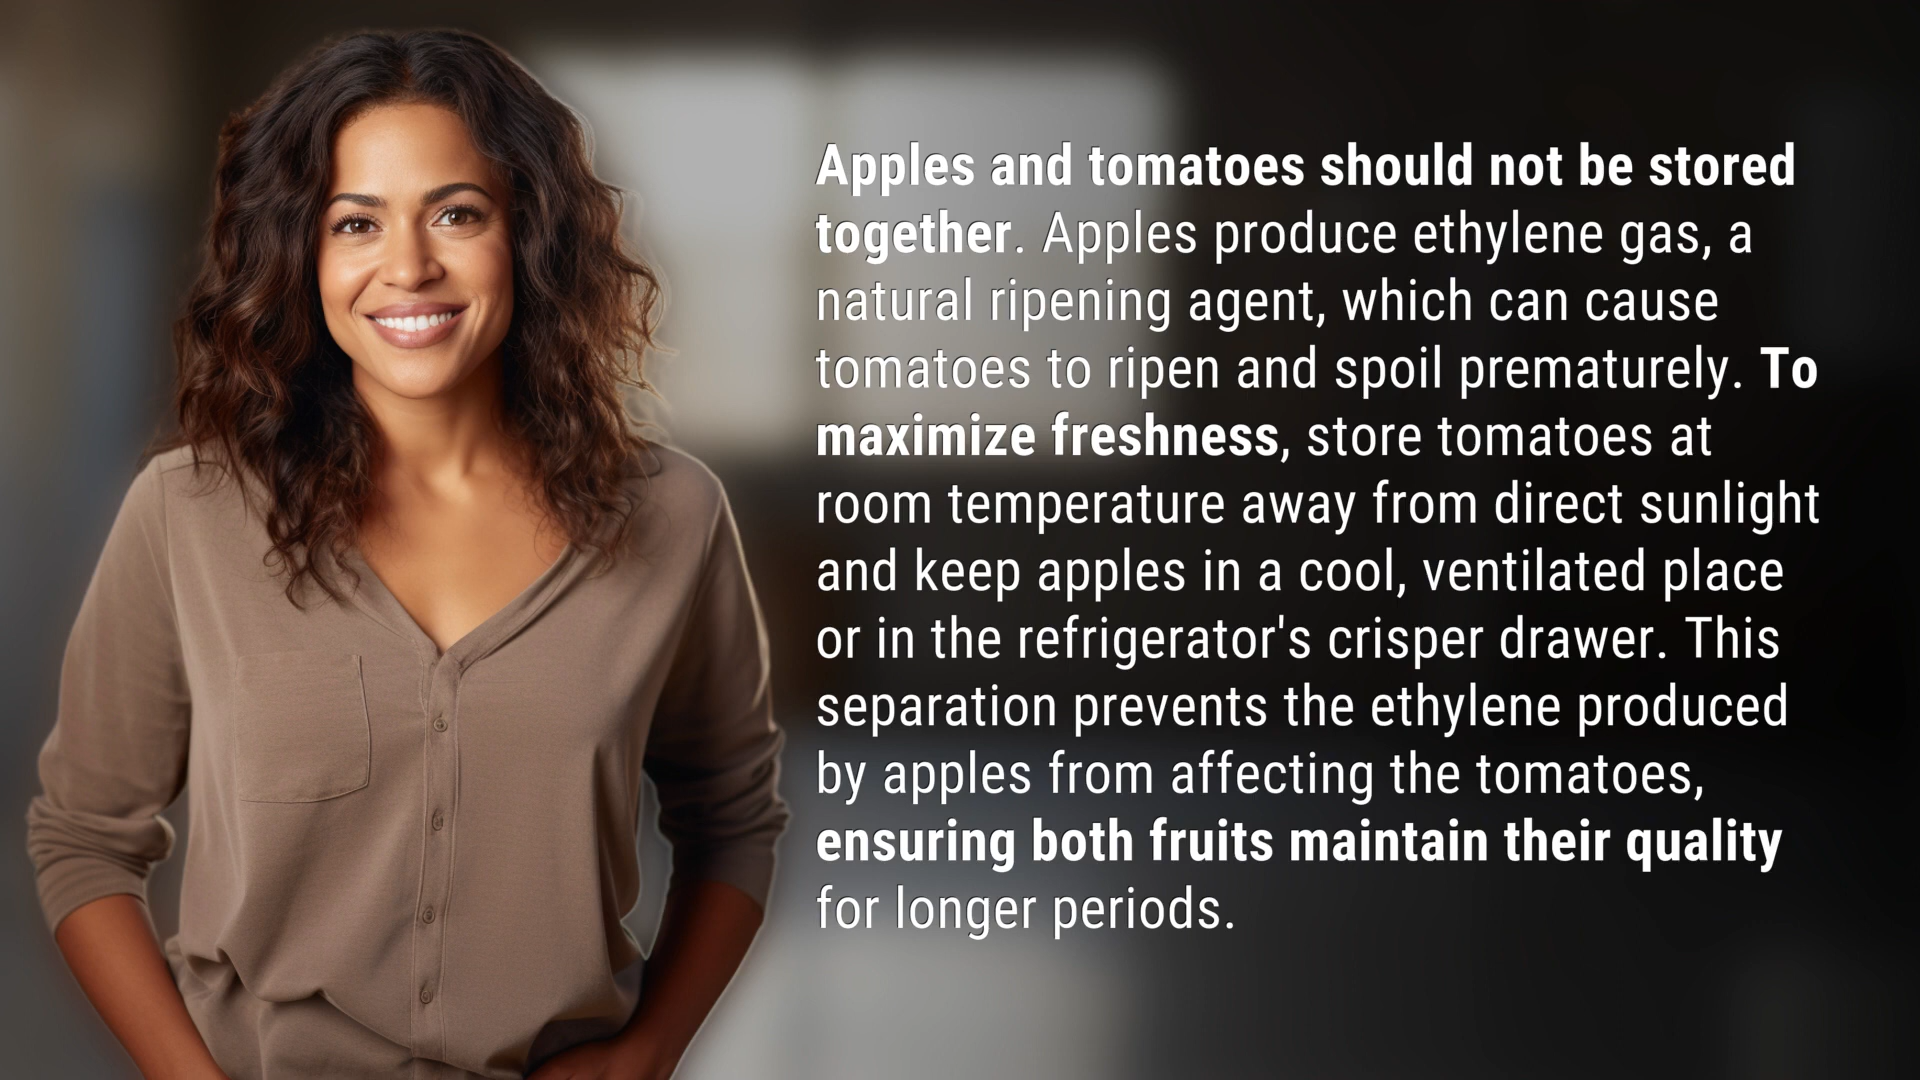 Apples and tomatoes should not be stored
together. Apples produce ethylene gas, a
natural ripening agent, which can cause
tomatoes to ripen and spoil prematurely. To
maximize freshness, store tomatoes at
room temperature away from direct sunlight
and keep apples in a cool, ventilated place
or in the refrigerator's crisper drawer. This
separation prevents the ethylene produced
by apples from affecting the tomatoes,
ensuring both fruits maintain their quality
for longer periods.